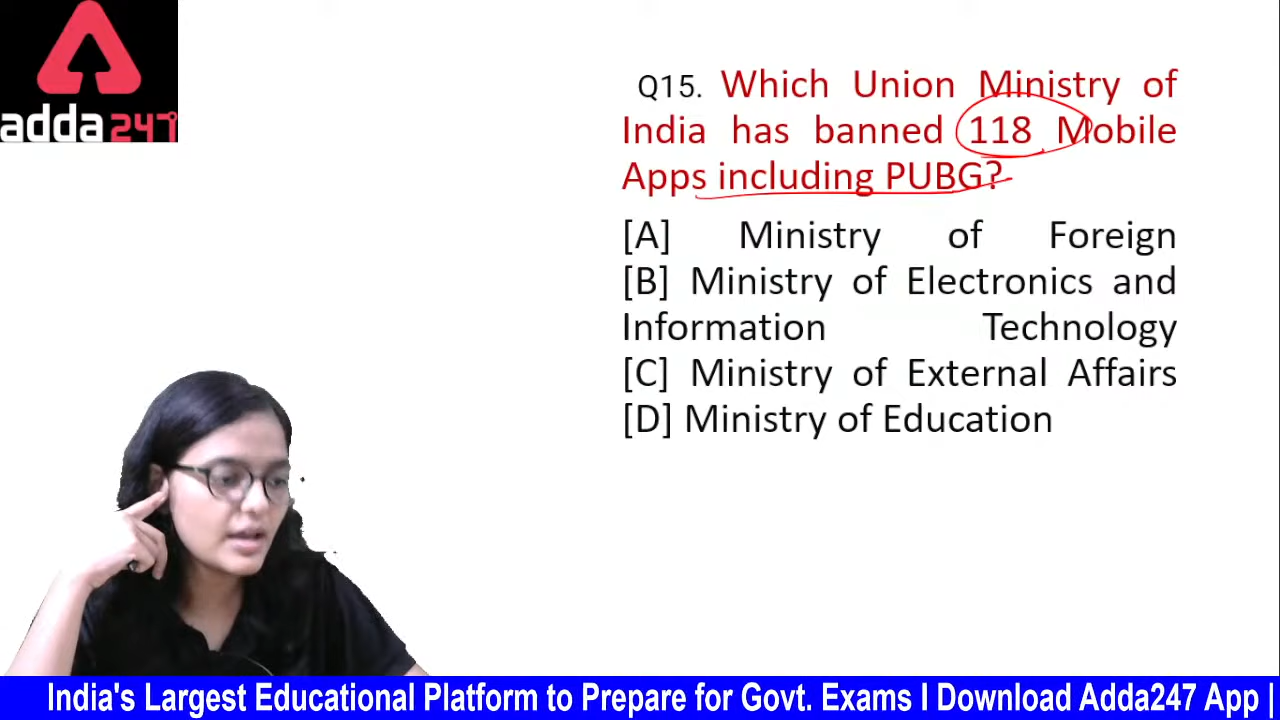 adda247
Q15. Which Union Ministry of
India has banned 118 Mobile
Apps including PUBG?
[A] Ministry of Foreign
[B] Ministry of Electronics and
Information Technology
[C] Ministry of External Affairs
[D] Ministry of Education
India's Largest Educational Platform to Prepare for Govt. Exams I Download Adda247 App |